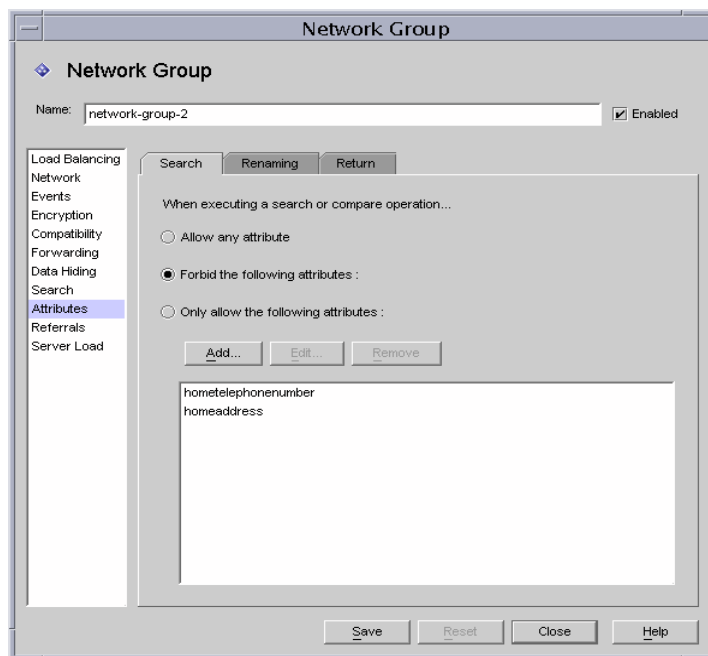 Network Group
Network Group
Name: network-group-2 Enabled
Load Balancing
Network
Events
Encryption
Compatibility
Forwarding
Data Hiding
Search
Attributes
Referrals
Server Load
Search Renaming Return
When executing a search or compare operation...
Allow any attribute
Forbid the following attributes :
Only allow the following attributes :
Add... Edit... Remove
hometelephonenumber
homeaddress
Save Reset Close Help